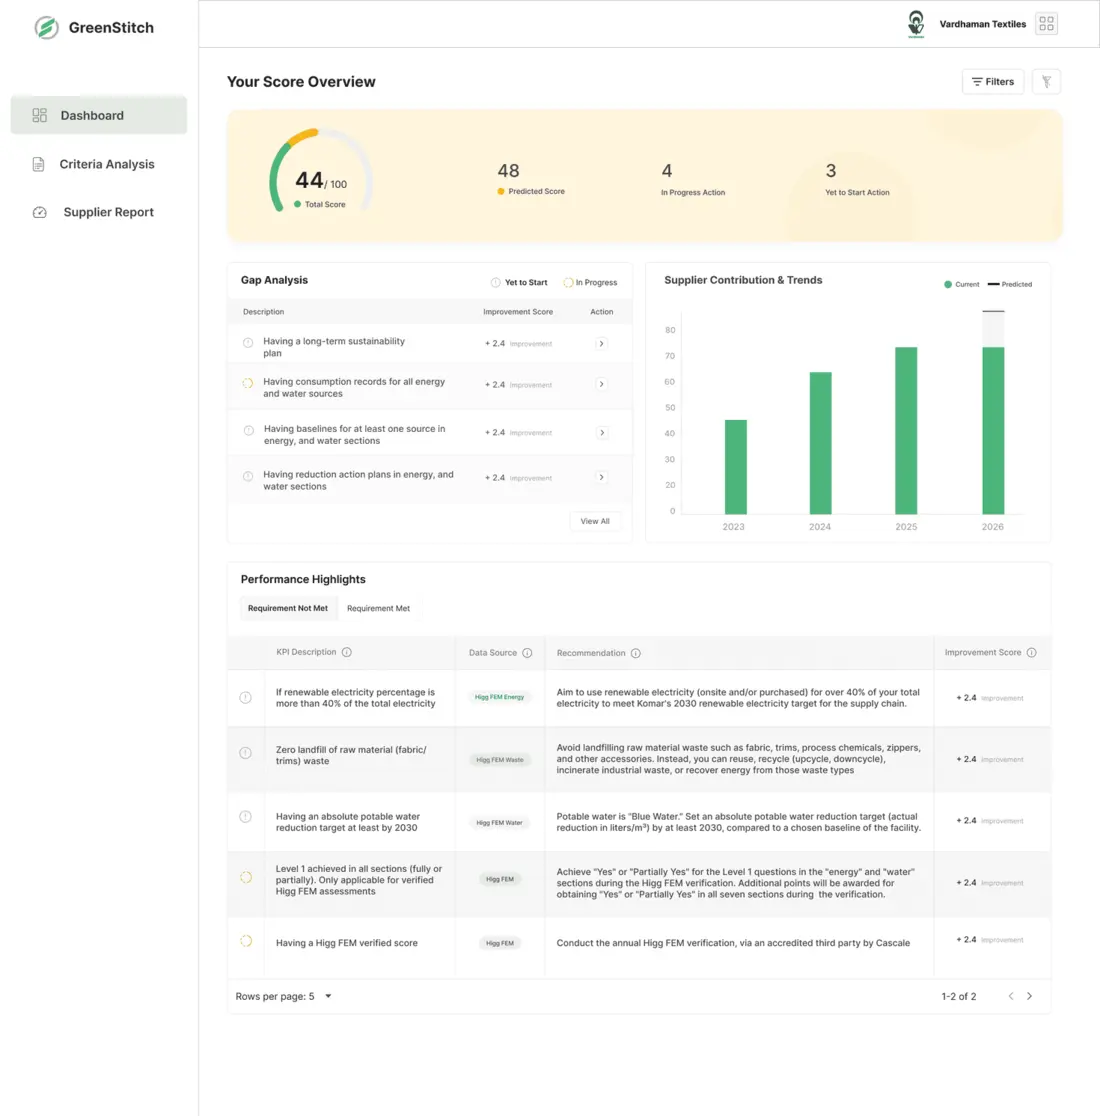 GreenStitch
Vardhaman Textiles
Dashboard
Criteria Analysis
Supplier Report
Your Score Overview
Filters
44 / 100
Total Score
48
Predicted Score
4
In Progress Action
3
Yet to Start Action
Gap Analysis
Yet to Start
In Progress
Description
Improvement Score
Action
Having a long-term sustainability
plan
+ 2.4 Improvement
Having consumption records for all energy
and water sources
+ 2.4 Improvement
Having baselines for at least one source in
energy, and water sections
+ 2.4 Improvement
Having reduction action plans in energy, and
water sections
+ 2.4 Improvement
View All
Supplier Contribution & Trends
Current
Predicted
80
70
60
50
40
30
20
0
2023
2024
2025
2026
Performance Highlights
Requirement Not Met
Requirement Met
KPI Description
Data Source
Recommendation
Improvement Score
If renewable electricity percentage is
more than 40% of the total electricity
Higg FEM Energy
Aim to use renewable electricity (onsite and/or purchased) for over 40% of your total
electricity to meet Komar's 2030 renewable electricity target for the supply chain.
+ 2.4 Improvement
Zero landfill of raw material (fabric/
trims) waste
Higg FEM Waste
Avoid landfilling raw material waste such as fabric, trims, process chemicals, zippers,
and other accessories. Instead, you can reuse, recycle (upcycle, downcycle),
incinerate industrial waste, or recover energy from those waste types
+ 2.4 Improvement
Having an absolute potable water
reduction target at least by 2030
Higg FEM Water
Potable water is "Blue Water." Set an absolute potable water reduction target (actual
reduction in liters/m³) by at least 2030, compared to a chosen baseline of the facility.
+ 2.4 Improvement
Level 1 achieved in all sections (fully or
partially). Only applicable for verified
Higg FEM assessments
Higg FEM
Achieve "Yes" or "Partially Yes" for the Level 1 questions in the "energy" and "water"
sections during the Higg FEM verification. Additional points will be awarded for
obtaining "Yes" or "Partially Yes" in all seven sections during the verification.
+ 2.4 Improvement
Having a Higg FEM verified score
Higg FEM
Conduct the annual Higg FEM verification, via an accredited third party by Cascale
+ 2.4 Improvement
Rows per page: 5
1-2 of 2